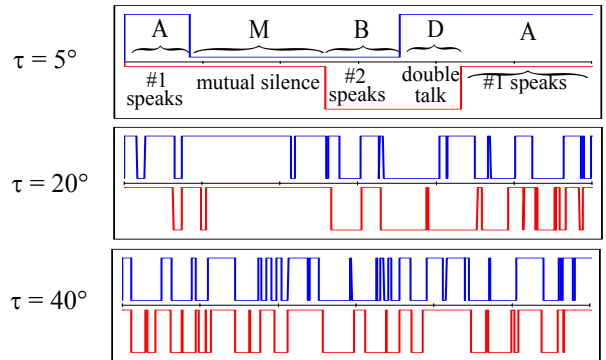 A M B D A
τ = 5°
#1 speaks mutual silence #2 speaks double talk #1 speaks
τ = 20°
τ = 40°